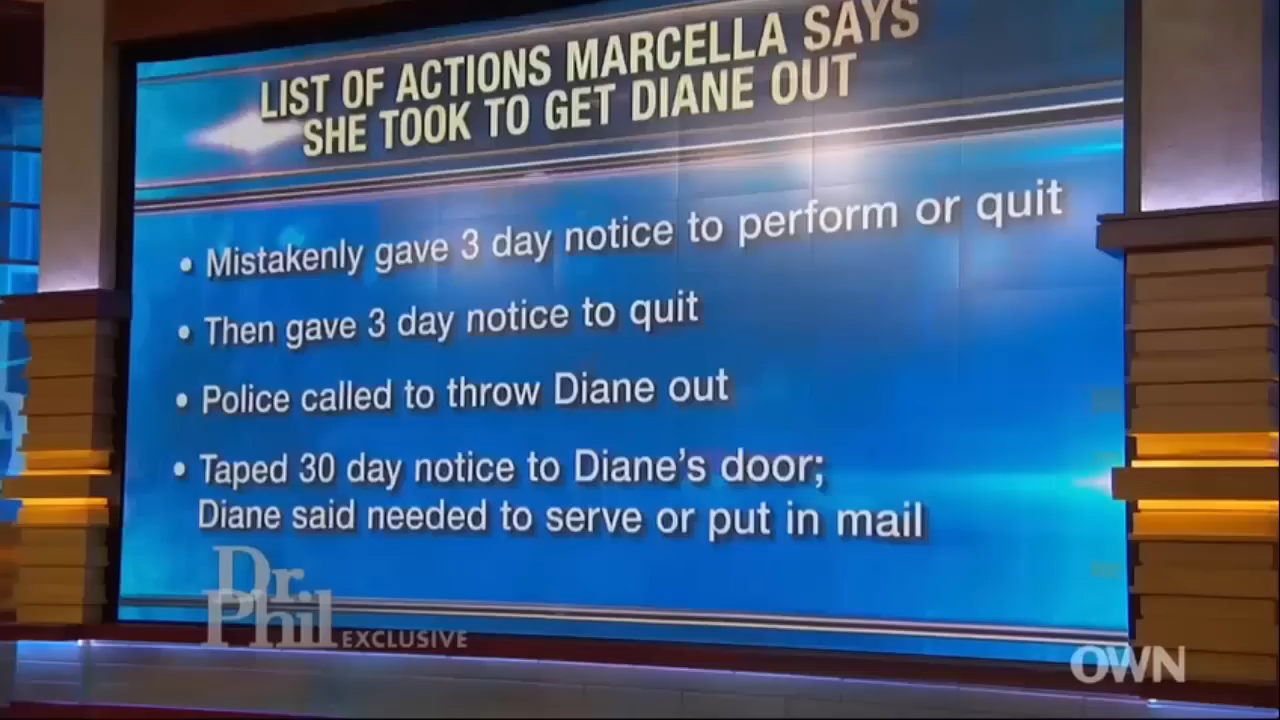 LIST OF ACTIONS MARCELLA SAYS
SHE TOOK TO GET DIANE OUT
• Mistakenly gave 3 day notice to perform or quit
• Then gave 3 day notice to quit
• Police called to throw Diane out
• Taped 30 day notice to Diane's door;
Diane said needed to serve or put in mail
Dr.
Phil EXCLUSIVE
OWN